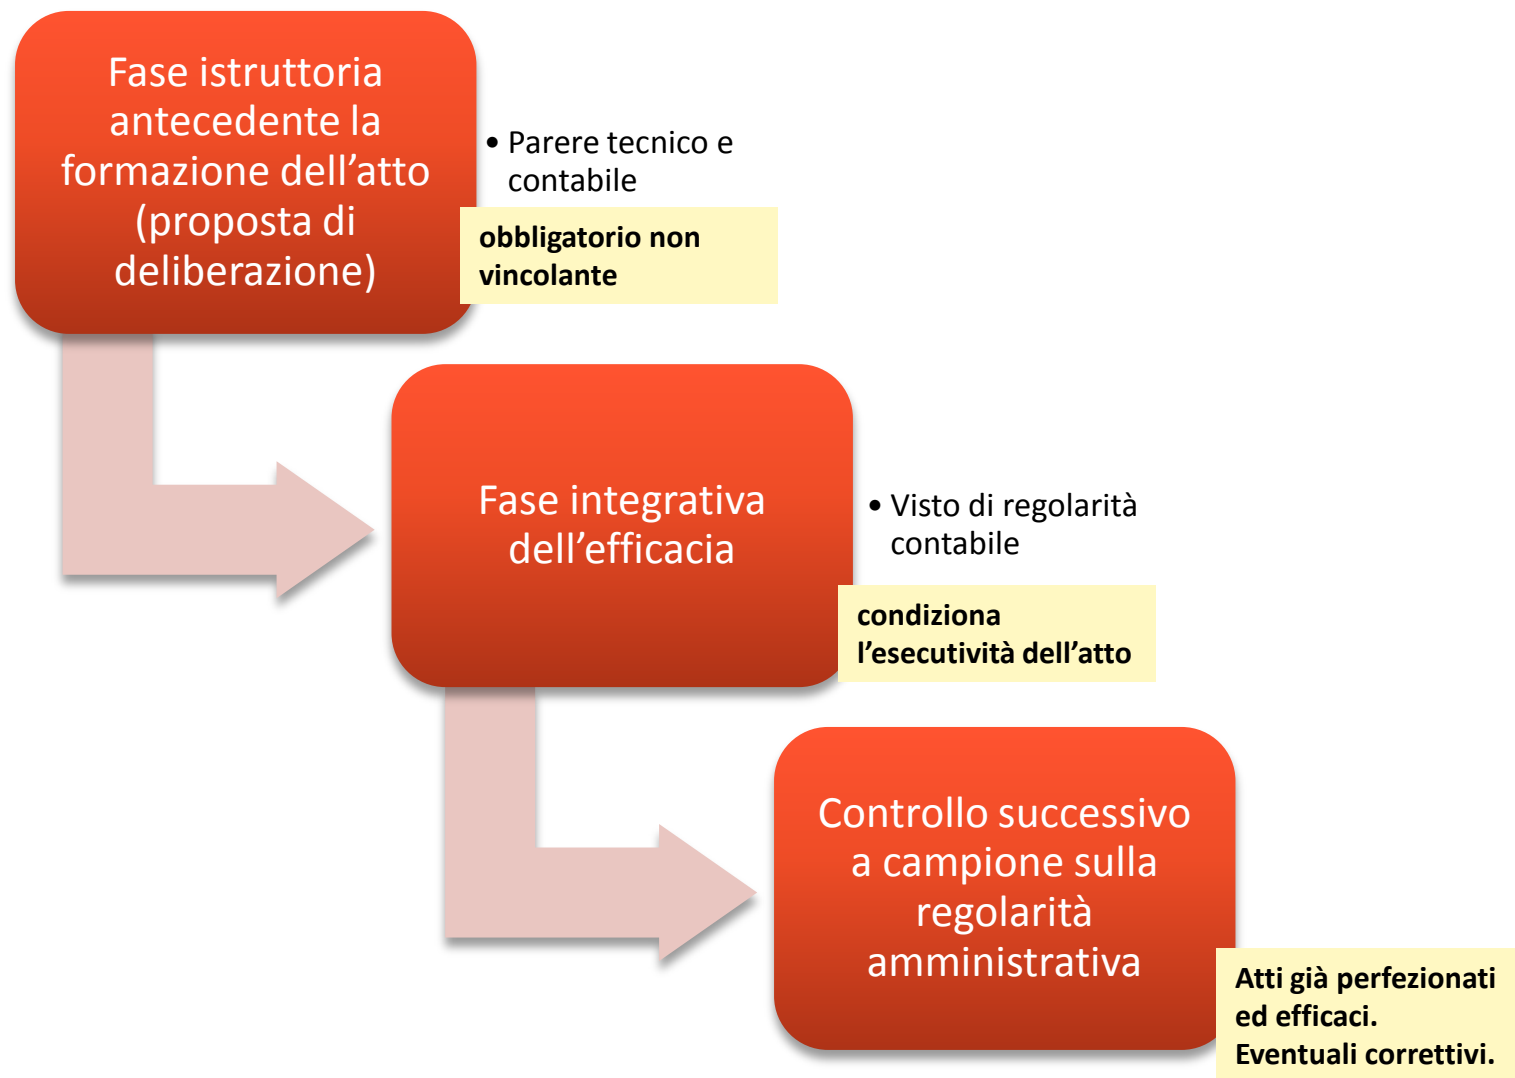 Fase istruttoria
antecedente la
formazione dell’atto
(proposta di
deliberazione)
• Parere tecnico e
contabile
obbligatorio non
vincolante
Fase integrativa
dell’efficacia
• Visto di regolarità
contabile
condiziona
l’esecutività dell’atto
Controllo successivo
a campione sulla
regolarità
amministrativa
Atti già perfezionati
ed efficaci.
Eventuali correttivi.